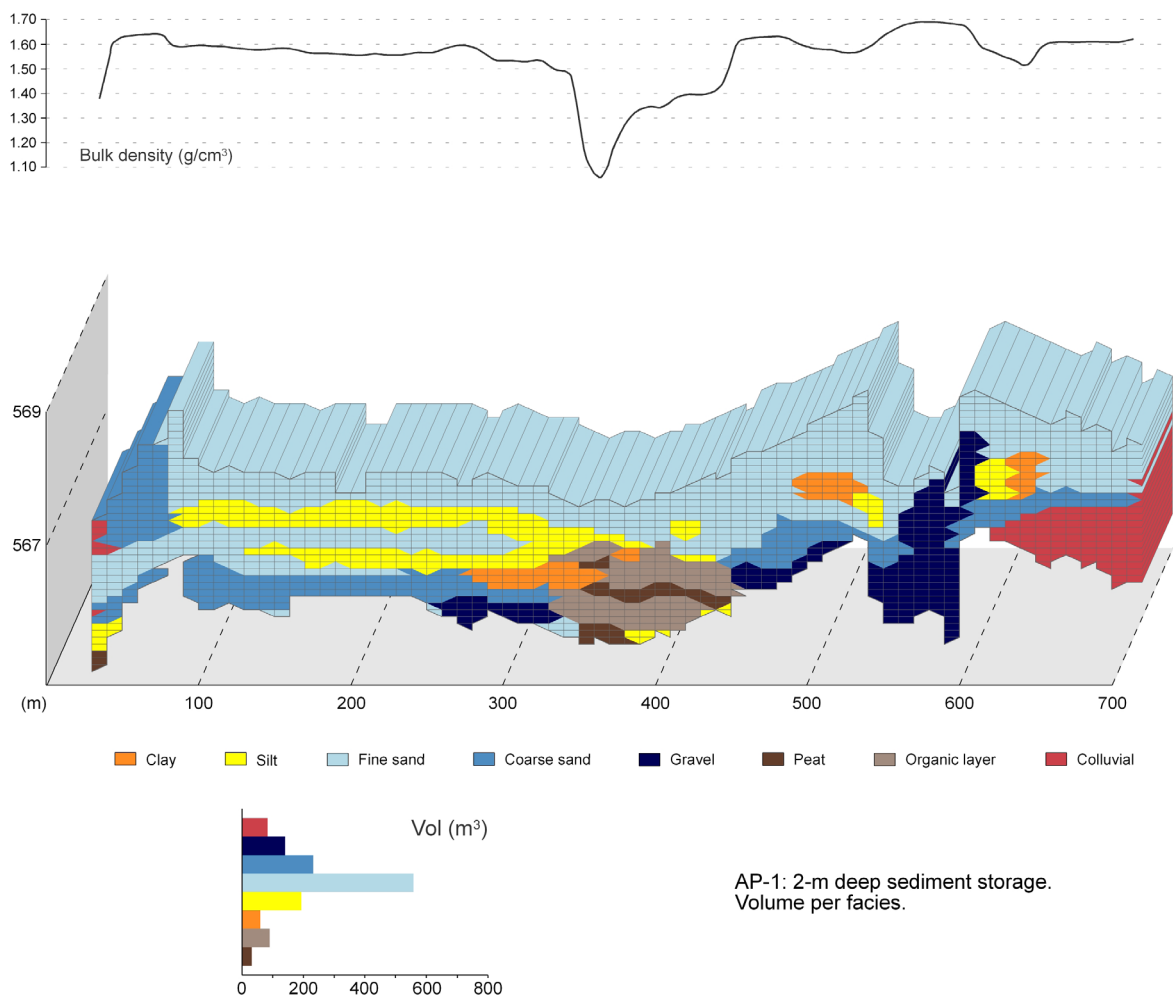 1.70
1.60
1.50
1.40
1.30
1.20
1.10
Bulk density (g/cm³)
569
567
(m) 100 200 300 400 500 600 700
Clay Silt Fine sand Coarse sand Gravel Peat Organic layer Colluvial
Vol (m³)
AP-1: 2-m deep sediment storage.
Volume per facies.
0 200 400 600 800